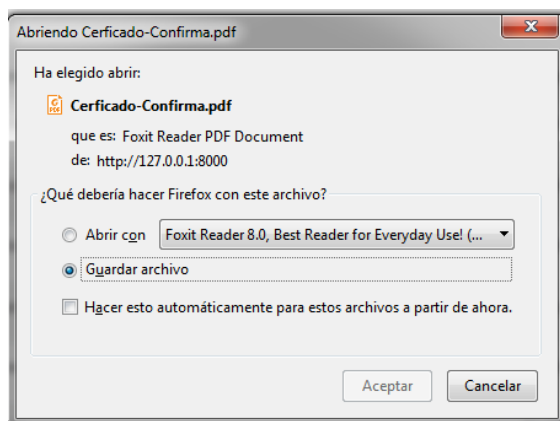 Abriendo Cerficado-Confirma.pdf
Ha elegido abrir:
Cerficado-Confirma.pdf
que es: Foxit Reader PDF Document
de: http://127.0.0.1:8000
¿Qué debería hacer Firefox con este archivo?
Abrir con Foxit Reader 8.0, Best Reader for Everyday Use! (...
Guardar archivo
Hacer esto automáticamente para estos archivos a partir de ahora.
Aceptar Cancelar